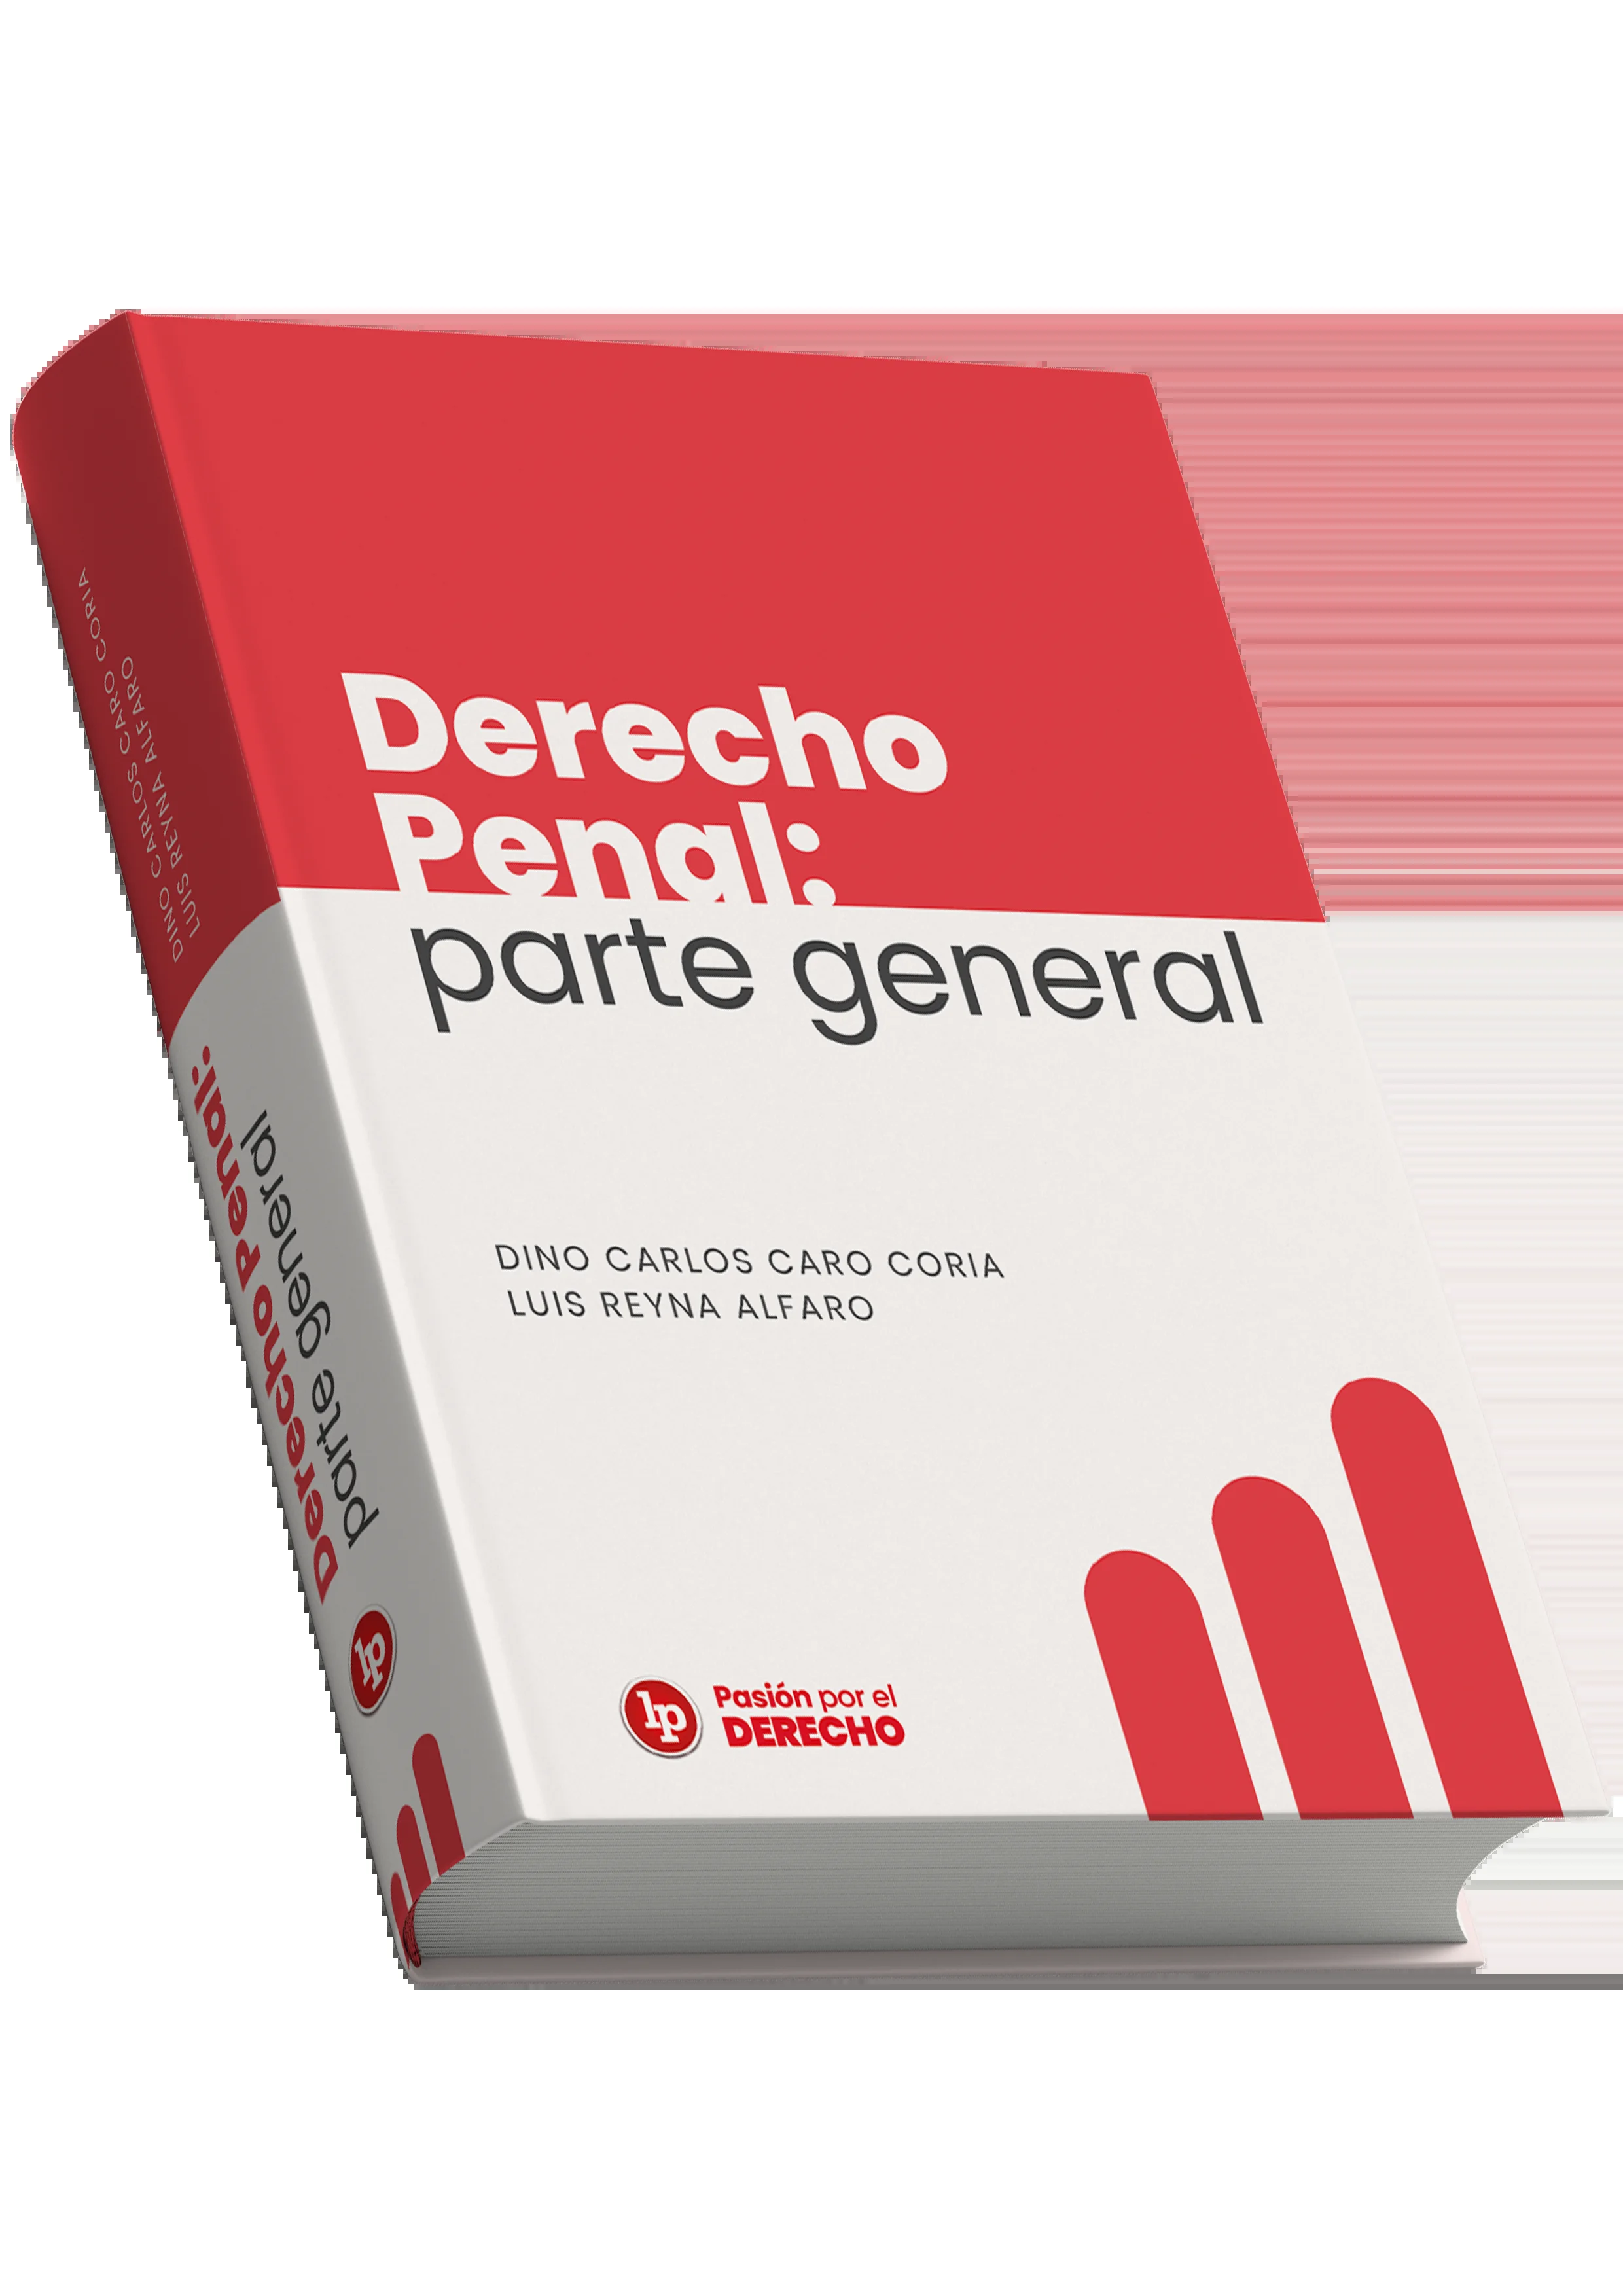 Derecho
Penal:
parte general
DINO CARLOS CARO CORIA
LUIS REYNA ALFARO
lp
Pasión por el
DERECHO
DINO CARLOS CARO CORIA
LUIS REYNA ALFARO
Derecho Penal:
parte general
lp